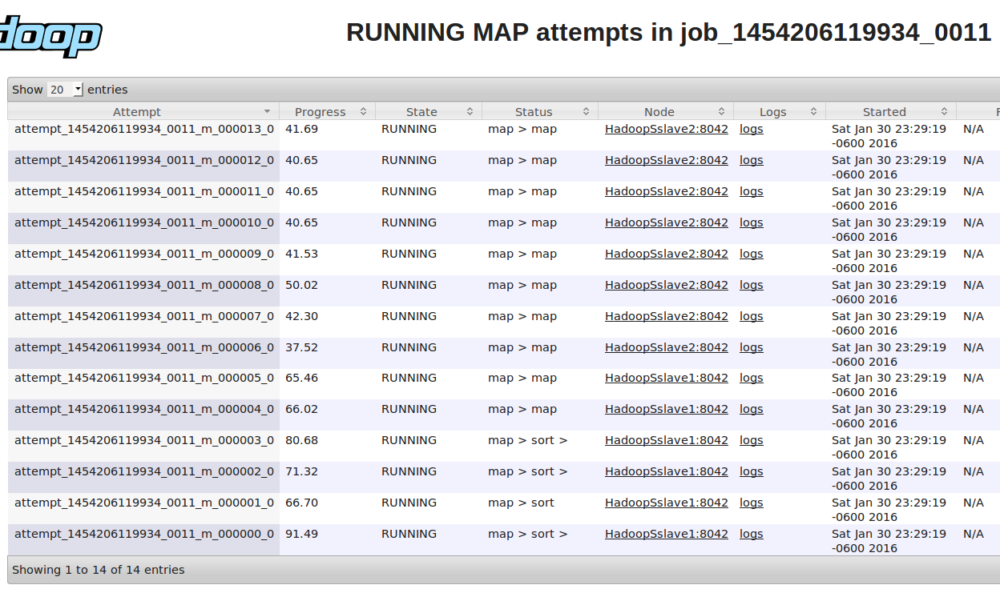 doop
RUNNING MAP attempts in job_1454206119934_0011
Show 20 entries
Attempt Progress State Status Node Logs Started
attempt_1454206119934_0011_m_000013_0 41.69 RUNNING map > map HadoopSslave2:8042 logs Sat Jan 30 23:29:19 N/A
-0600 2016
attempt_1454206119934_0011_m_000012_0 40.65 RUNNING map > map HadoopSslave2:8042 logs Sat Jan 30 23:29:19 N/A
-0600 2016
attempt_1454206119934_0011_m_000011_0 40.65 RUNNING map > map HadoopSslave2:8042 logs Sat Jan 30 23:29:19 N/A
-0600 2016
attempt_1454206119934_0011_m_000010_0 40.65 RUNNING map > map HadoopSslave2:8042 logs Sat Jan 30 23:29:19 N/A
-0600 2016
attempt_1454206119934_0011_m_000009_0 41.53 RUNNING map > map HadoopSslave2:8042 logs Sat Jan 30 23:29:19 N/A
-0600 2016
attempt_1454206119934_0011_m_000008_0 50.02 RUNNING map > map HadoopSslave2:8042 logs Sat Jan 30 23:29:19 N/A
-0600 2016
attempt_1454206119934_0011_m_000007_0 42.30 RUNNING map > map HadoopSslave2:8042 logs Sat Jan 30 23:29:19 N/A
-0600 2016
attempt_1454206119934_0011_m_000006_0 37.52 RUNNING map > map HadoopSslave2:8042 logs Sat Jan 30 23:29:19 N/A
-0600 2016
attempt_1454206119934_0011_m_000005_0 65.46 RUNNING map > map HadoopSslave1:8042 logs Sat Jan 30 23:29:19 N/A
-0600 2016
attempt_1454206119934_0011_m_000004_0 66.02 RUNNING map > map HadoopSslave1:8042 logs Sat Jan 30 23:29:19 N/A
-0600 2016
attempt_1454206119934_0011_m_000003_0 80.68 RUNNING map > sort > HadoopSslave1:8042 logs Sat Jan 30 23:29:19 N/A
-0600 2016
attempt_1454206119934_0011_m_000002_0 71.32 RUNNING map > sort > HadoopSslave1:8042 logs Sat Jan 30 23:29:19 N/A
-0600 2016
attempt_1454206119934_0011_m_000001_0 66.70 RUNNING map > sort HadoopSslave1:8042 logs Sat Jan 30 23:29:19 N/A
-0600 2016
attempt_1454206119934_0011_m_000000_0 91.49 RUNNING map > sort > HadoopSslave1:8042 logs Sat Jan 30 23:29:19 N/A
-0600 2016
Showing 1 to 14 of 14 entries